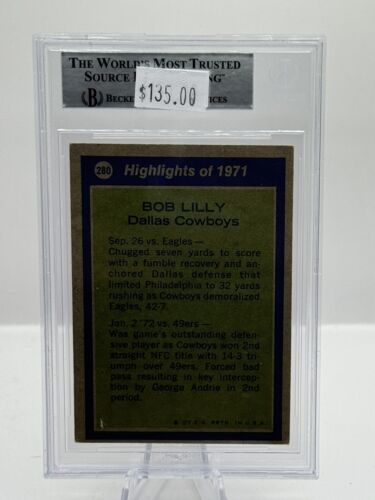 THE WORLD'S MOST TRUSTED
SOURCE
$135.00
BECKE
280 Highlights of 1971
BOB LILLY
Dallas Cowboys
Sep. 26 vs. Eagles —
Chugged seven yards to score
with a fumble recovery and an-
chored Dallas defense that
limited Philadelphia to 32 yards
rushing as Cowboys demoralized
Eagles, 42-7.
Jan. 2 '72 vs. 49ers —
Was game's outstanding defen-
sive player as Cowboys won 2nd
straight NFC title with 14-3 tri-
umph over 49ers. Forced bad
pass resulting in key intercep-
tion by George Andrie in 2nd
period.
PRTD. IN U.S.A.